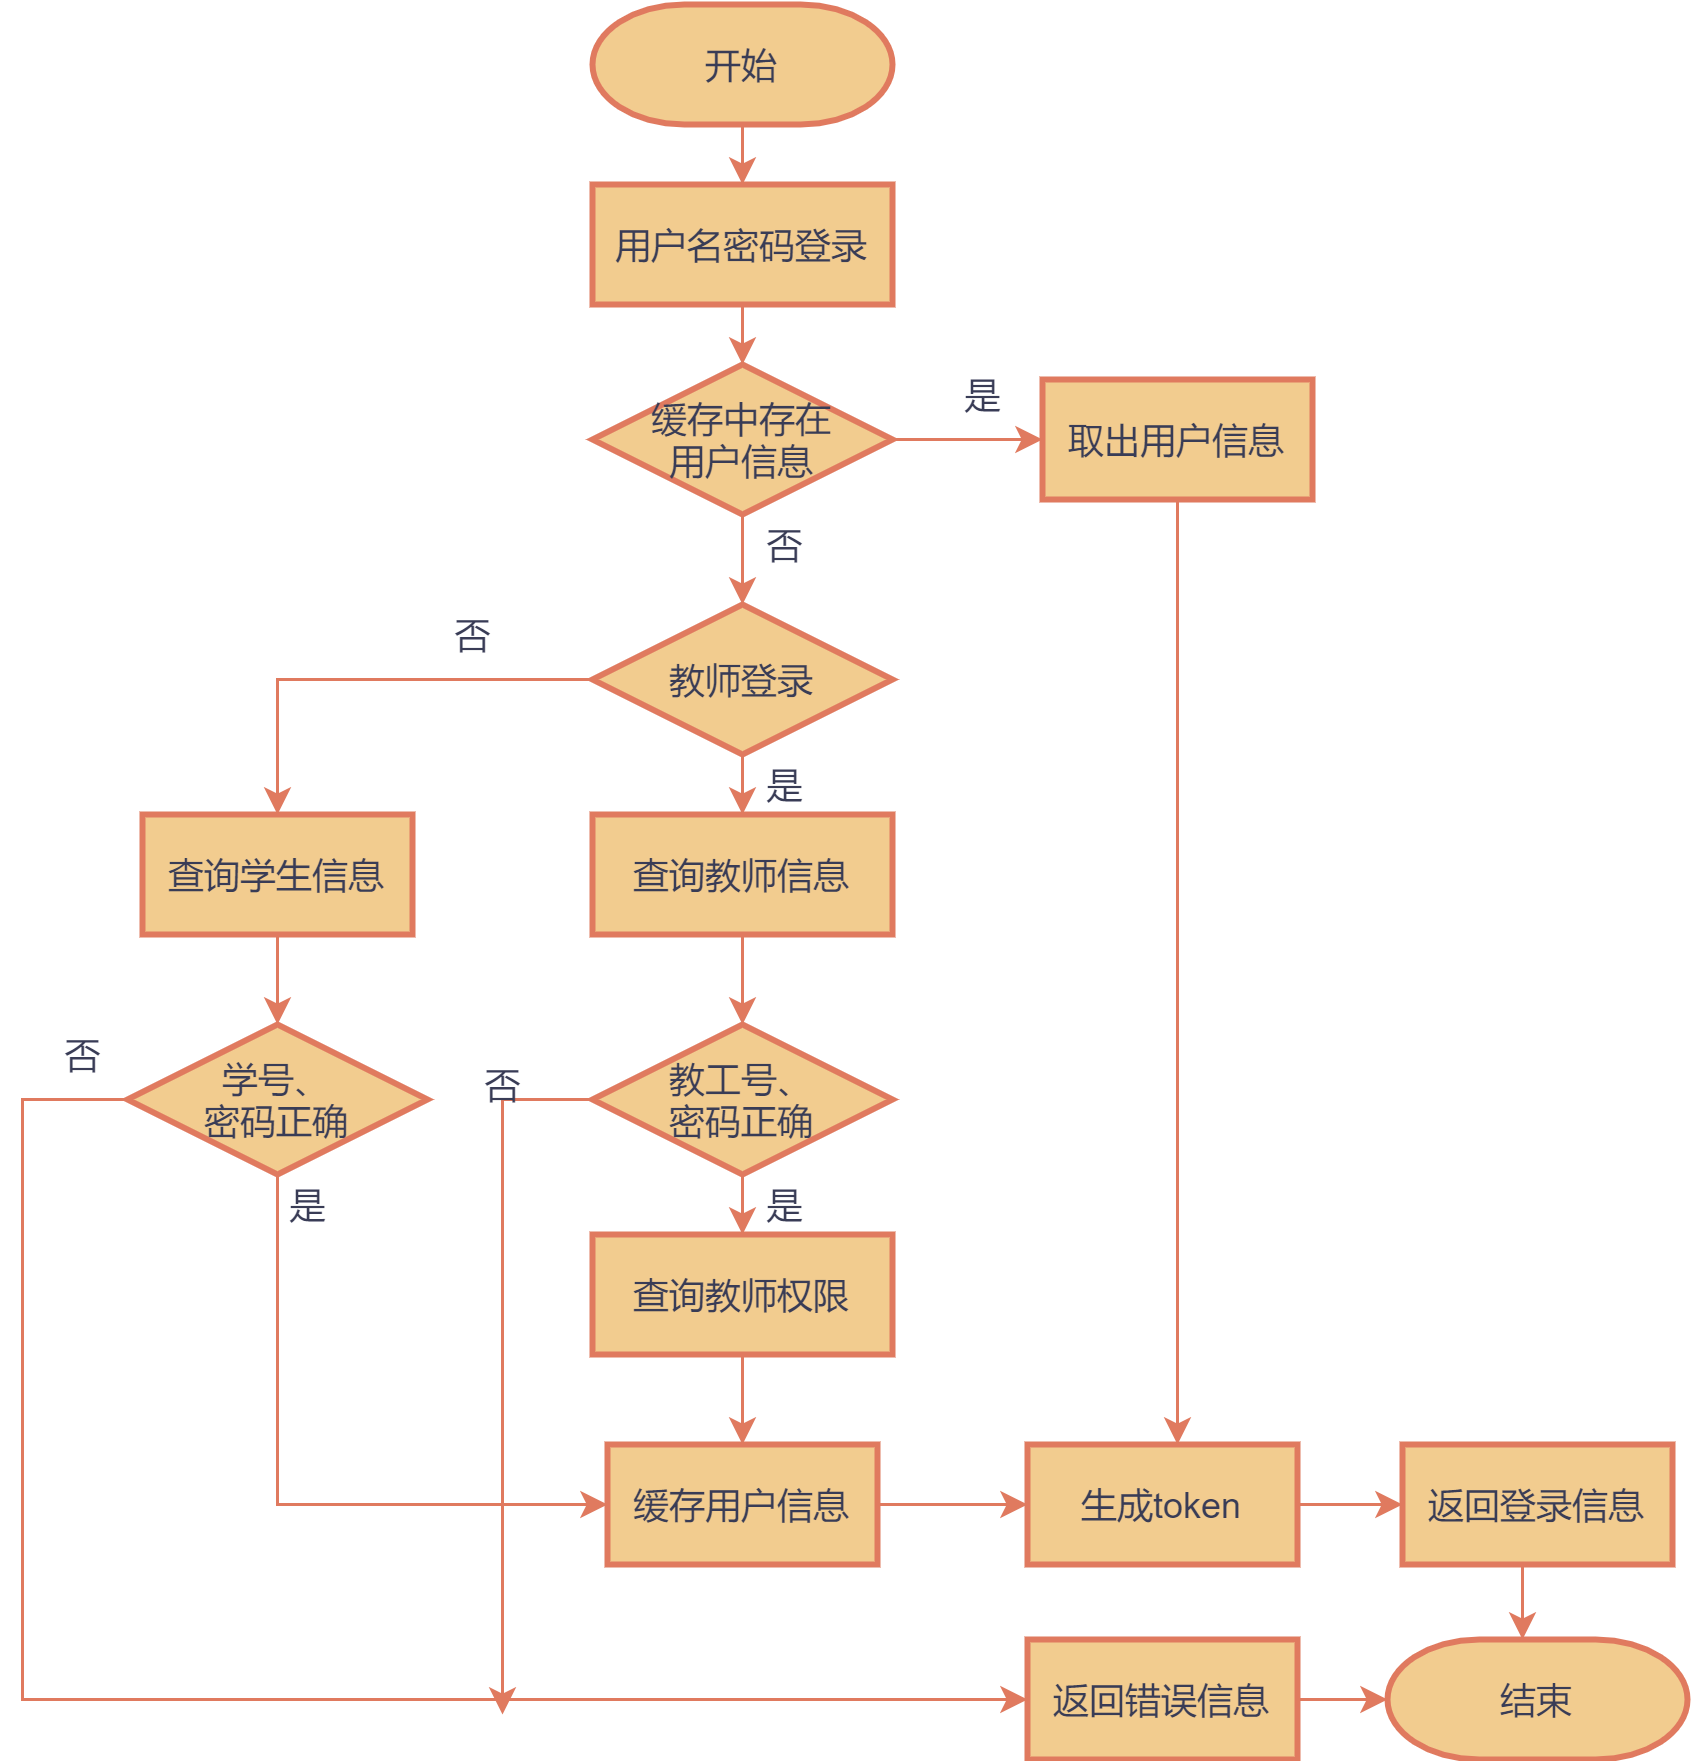 开始
用户名密码登录
缓存中存在
用户信息
是
取出用户信息
否
否
教师登录
是
查询学生信息
查询教师信息
否
学号、
密码正确
否
教工号、
密码正确
是
是
查询教师权限
缓存用户信息
生成token
返回登录信息
返回错误信息
结束